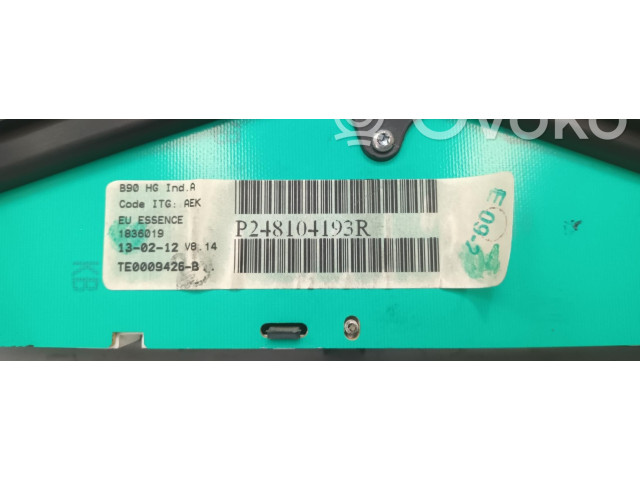 OVOKO
B90 HG Ind.A
Code ITG: AEK
EU ESSENCE
1836019
13-02-12 V8.14
TE0009426-B
P248104193R
KB